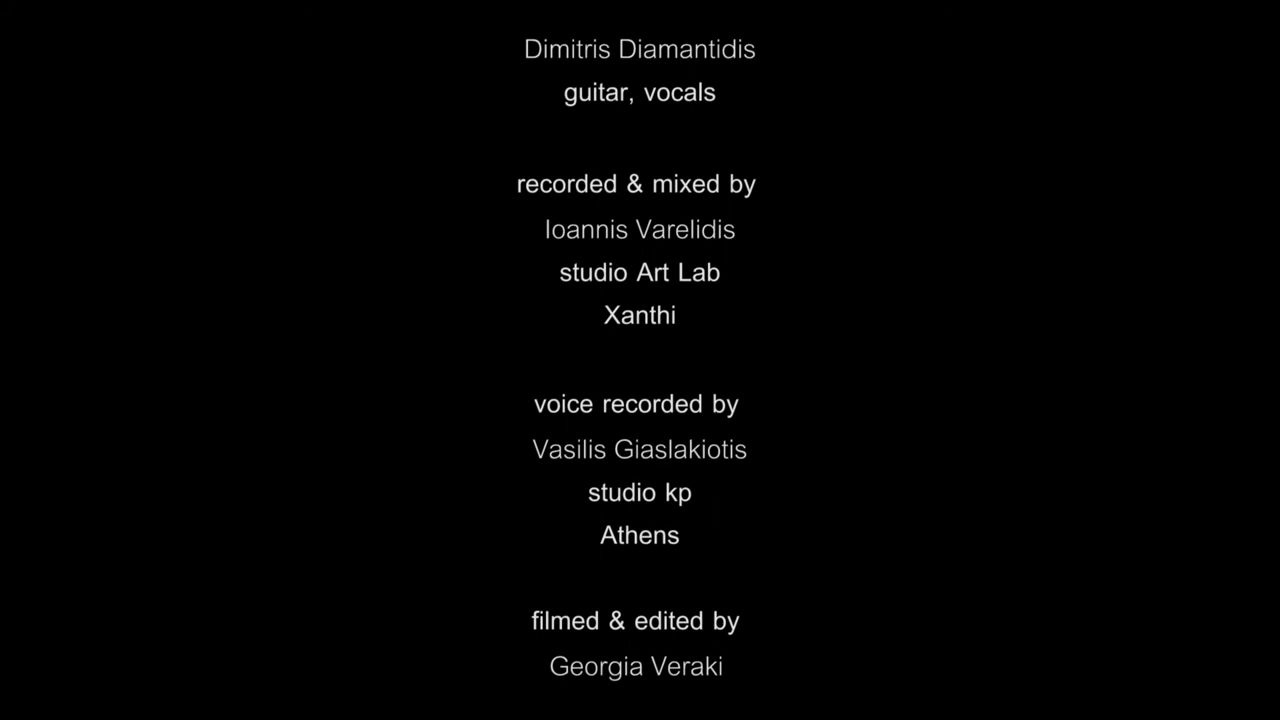 Dimitris Diamantidis
guitar, vocals
recorded & mixed by
Ioannis Varelidis
studio Art Lab
Xanthi
voice recorded by
Vasilis Giaslakiotis
studio kp
Athens
filmed & edited by
Georgia Veraki